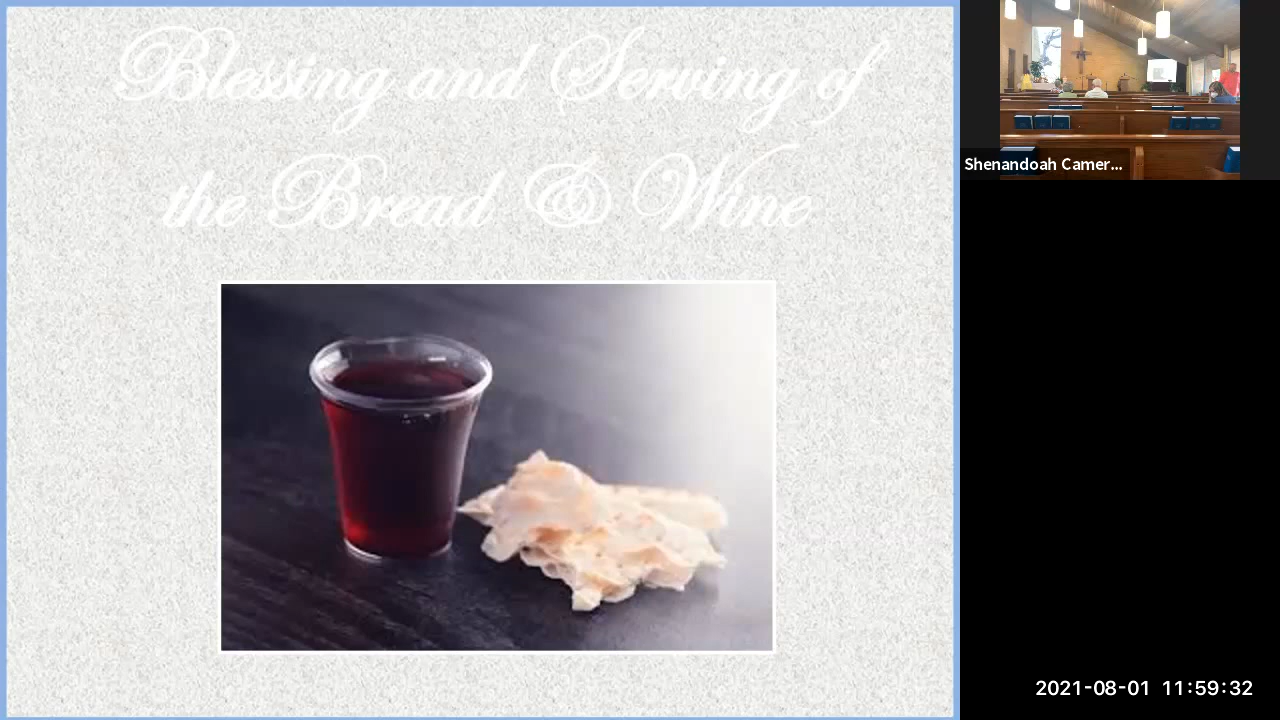 Blessing and Serving of
the Bread & Wine
Shenandoah Camer...
2021-08-01 11:59:32